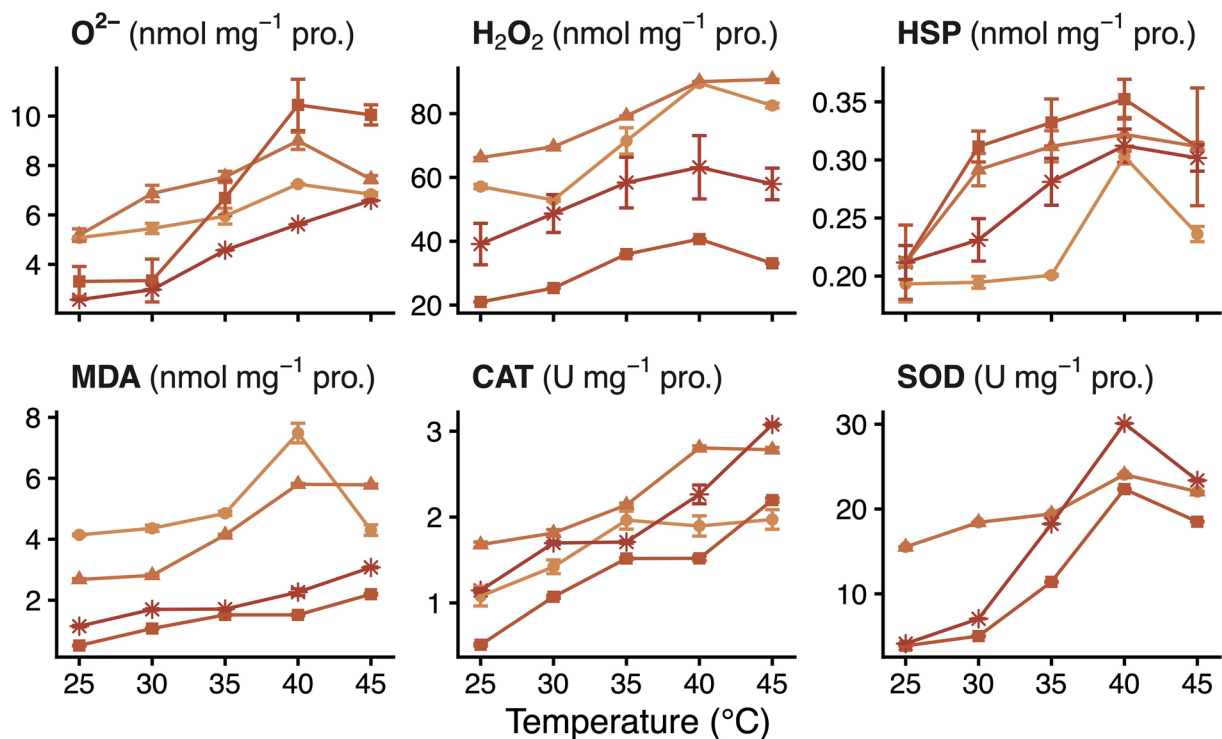 O²⁻ (nmol mg⁻¹ pro.)
10
8
6
4
H₂O₂ (nmol mg⁻¹ pro.)
80
60
40
20
HSP (nmol mg⁻¹ pro.)
0.35
0.30
0.25
0.20
MDA (nmol mg⁻¹ pro.)
8
6
4
2
25 30 35 40 45
CAT (U mg⁻¹ pro.)
3
2
1
25 30 35 40 45
SOD (U mg⁻¹ pro.)
30
20
10
25 30 35 40 45
Temperature (°C)